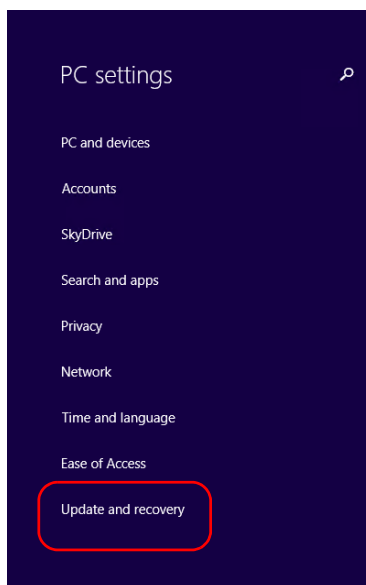 PC settings
PC and devices
Accounts
SkyDrive
Search and apps
Privacy
Network
Time and language
Ease of Access
Update and recovery